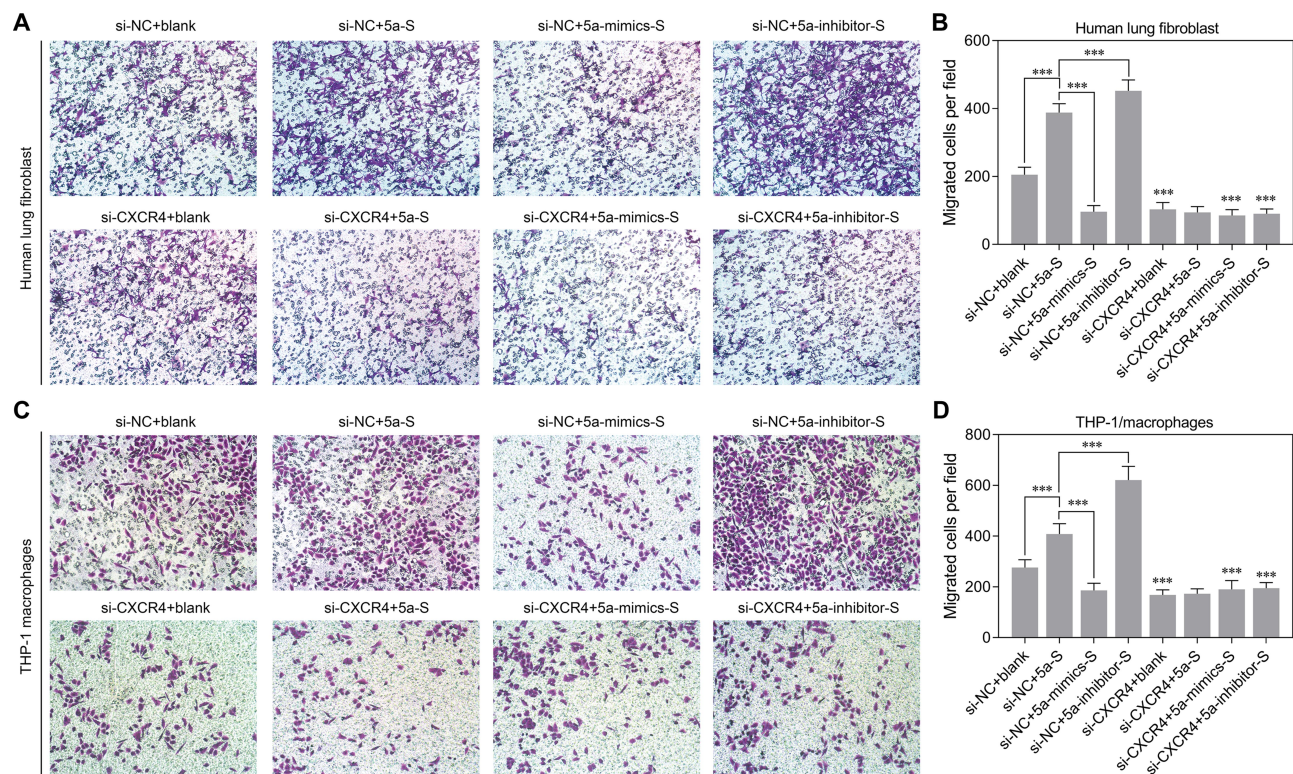 A
si-NC+blank
si-NC+5a-S
si-NC+5a-mimics-S
si-NC+5a-inhibitor-S
Human lung fibroblast
si-CXCR4+blank
si-CXCR4+5a-S
si-CXCR4+5a-mimics-S
si-CXCR4+5a-inhibitor-S
B
Human lung fibroblast
Migrated cells per field
600
400
200
0
***
***
***
***
***
***
si-NC+blank
si-NC+5a-S
si-NC+5a-mimics-S
si-NC+5a-inhibitor-S
si-CXCR4+blank
si-CXCR4+5a-S
si-CXCR4+5a-mimics-S
si-CXCR4+5a-inhibitor-S
C
si-NC+blank
si-NC+5a-S
si-NC+5a-mimics-S
si-NC+5a-inhibitor-S
THP-1 macrophages
si-CXCR4+blank
si-CXCR4+5a-S
si-CXCR4+5a-mimics-S
si-CXCR4+5a-inhibitor-S
D
THP-1/macrophages
Migrated cells per field
800
600
400
200
0
***
***
***
***
***
***
si-NC+blank
si-NC+5a-S
si-NC+5a-mimics-S
si-NC+5a-inhibitor-S
si-CXCR4+blank
si-CXCR4+5a-S
si-CXCR4+5a-mimics-S
si-CXCR4+5a-inhibitor-S